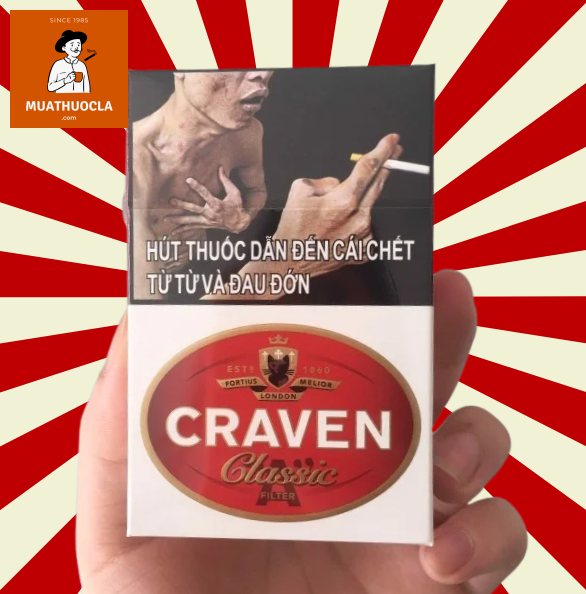 SINCE 1985
MUATHUOCLA
.com
HÚT THUỐC DẪN ĐẾN CÁI CHẾT
TỪ TỪ VÀ ĐAU ĐỚN
ESTD 1860
FORTIUS MELIOR
LONDON
CRAVEN
"A"
Classic
FILTER